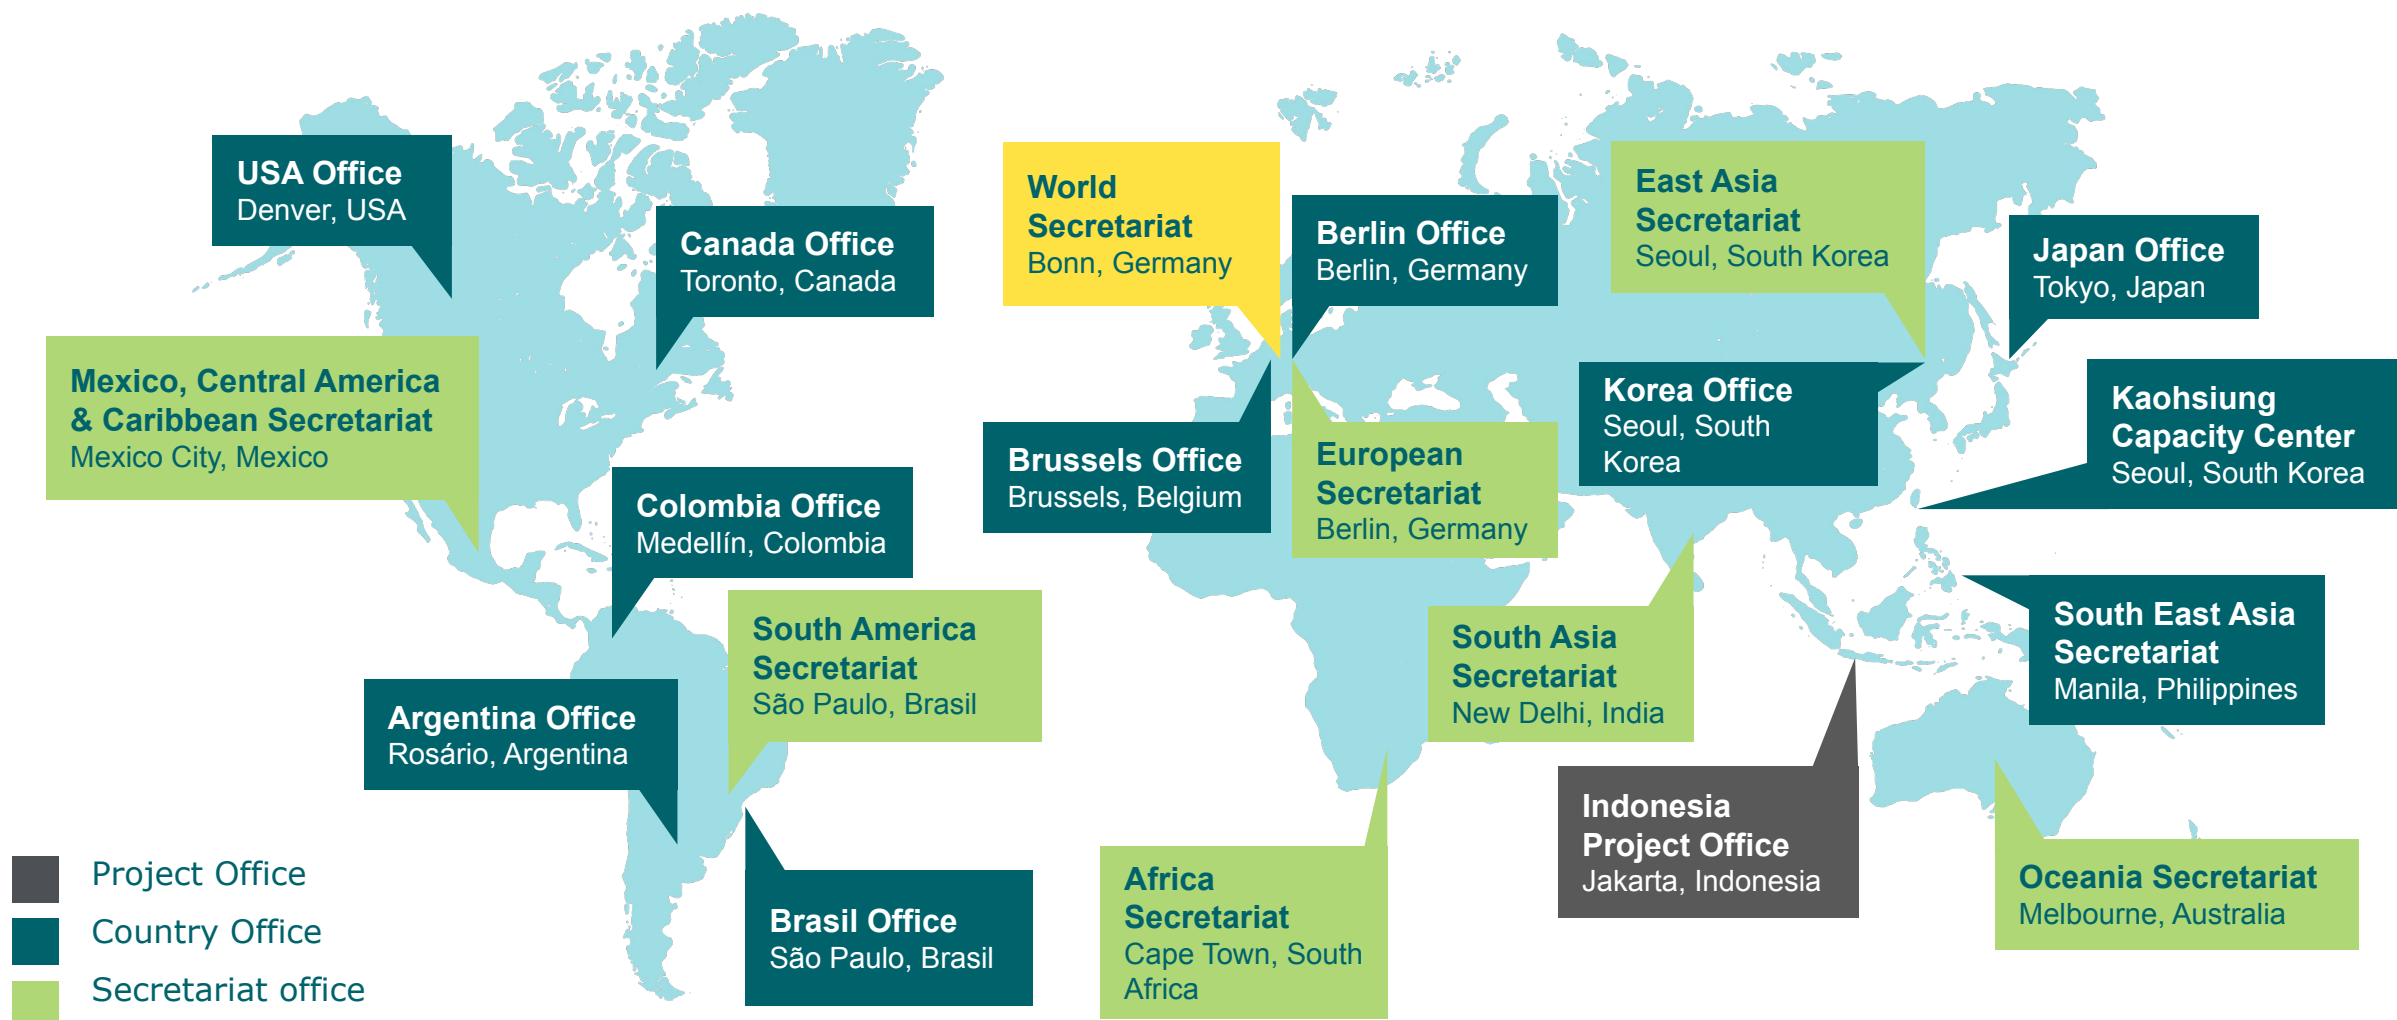 USA Office
Denver, USA
Canada Office
Toronto, Canada
World
Secretariat
Bonn, Germany
Berlin Office
Berlin, Germany
East Asia
Secretariat
Seoul, South Korea
Japan Office
Tokyo, Japan
Mexico, Central America
& Caribbean Secretariat
Mexico City, Mexico
Colombia Office
Medellín, Colombia
Brussels Office
Brussels, Belgium
European
Secretariat
Berlin, Germany
Korea Office
Seoul, South
Korea
Kaohsiung
Capacity Center
Seoul, South Korea
South America
Secretariat
São Paulo, Brasil
South Asia
Secretariat
New Delhi, India
South East Asia
Secretariat
Manila, Philippines
Argentina Office
Rosário, Argentina
Indonesia
Project Office
Jakarta, Indonesia
Oceania Secretariat
Melbourne, Australia
Brasil Office
São Paulo, Brasil
Africa
Secretariat
Cape Town, South
Africa
Project Office
Country Office
Secretariat office